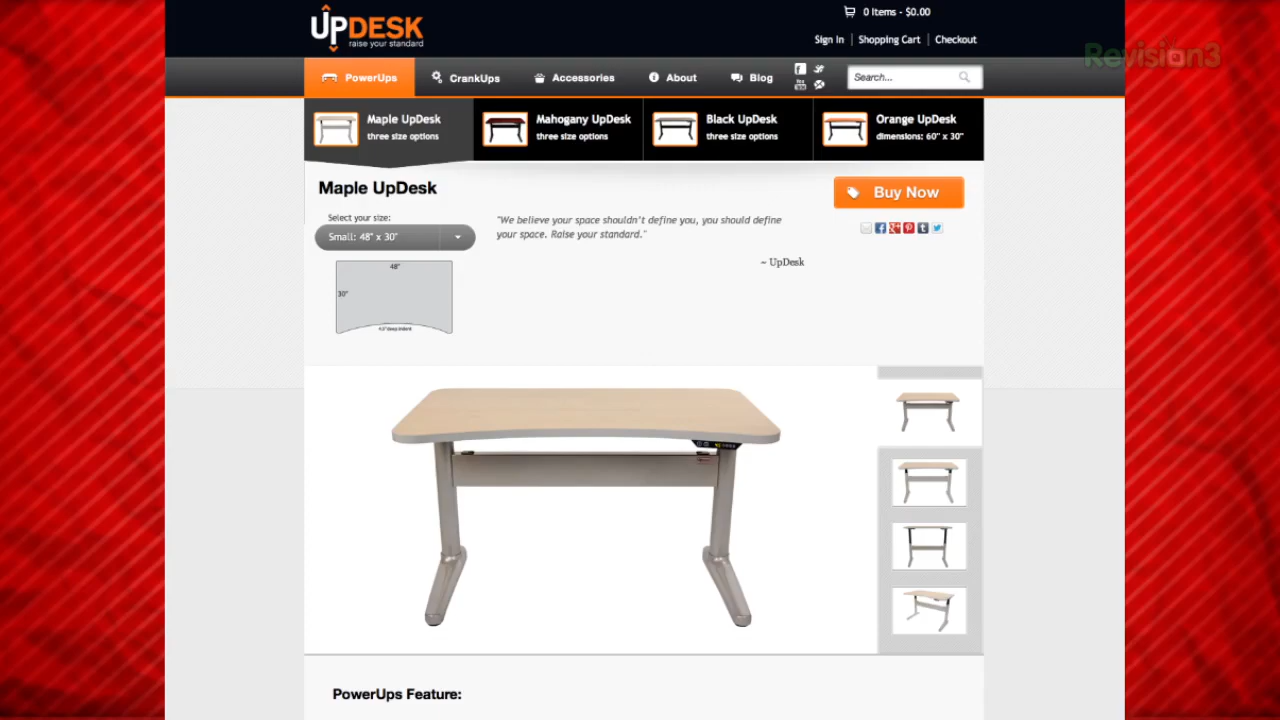 UPDESK
raise your standard
0 Items - $0.00
Sign In
Shopping Cart
Checkout
Revision3
PowerUps
CrankUps
Accessories
About
Blog
Search...
Maple UpDesk
three size options
Mahogany UpDesk
three size options
Black UpDesk
three size options
Orange UpDesk
dimensions: 60" x 30"
Maple UpDesk
Buy Now
Select your size:
Small: 48" x 30"
"We believe your space shouldn't define you, you should define
your space. Raise your standard."
~ UpDesk
48"
30"
PowerUps Feature: